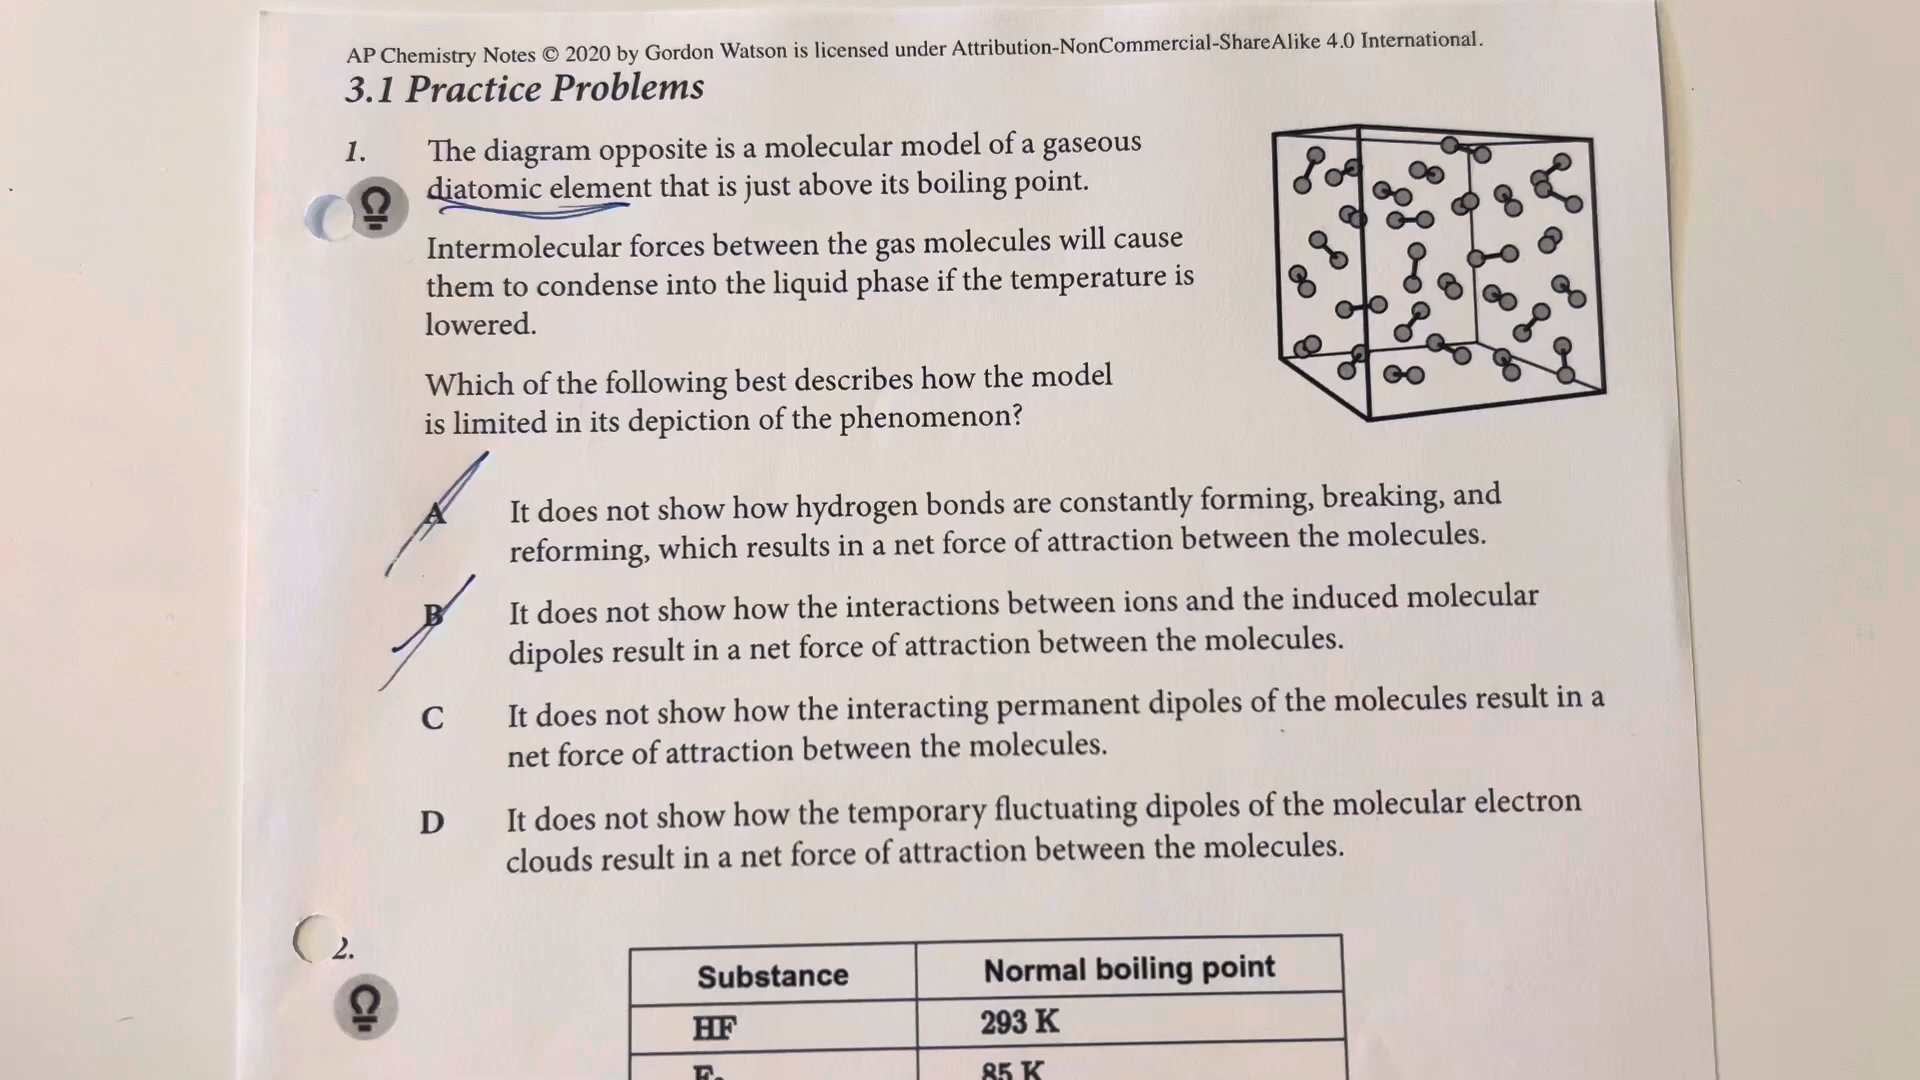 AP Chemistry Notes © 2020 by Gordon Watson is licensed under Attribution-NonCommercial-ShareAlike 4.0 International.
3.1 Practice Problems
1. The diagram opposite is a molecular model of a gaseous
diatomic element that is just above its boiling point.
Intermolecular forces between the gas molecules will cause
them to condense into the liquid phase if the temperature is
lowered.
Which of the following best describes how the model
is limited in its depiction of the phenomenon?
A It does not show how hydrogen bonds are constantly forming, breaking, and
reforming, which results in a net force of attraction between the molecules.
B It does not show how the interactions between ions and the induced molecular
dipoles result in a net force of attraction between the molecules.
C It does not show how the interacting permanent dipoles of the molecules result in a
net force of attraction between the molecules.
D It does not show how the temporary fluctuating dipoles of the molecular electron
clouds result in a net force of attraction between the molecules.
2.
Substance Normal boiling point
HF 293 K
85 K